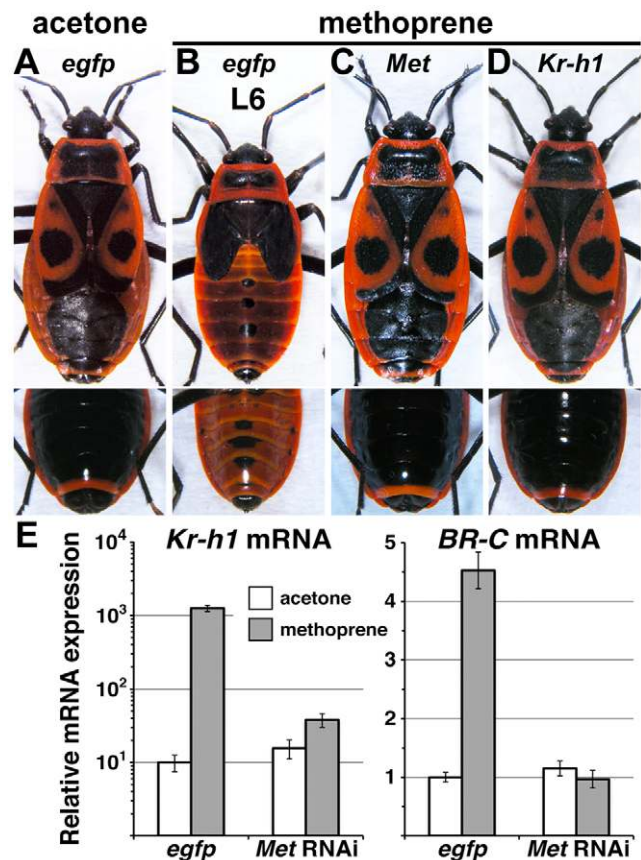 acetone methoprene
A egfp B egfp C Met D Kr-h1
L6
E Kr-h1 mRNA BR-C mRNA
Relative mRNA expression
10⁴
10³
10²
10¹
acetone
methoprene
5
4
3
2
1
egfp Met RNAi egfp Met RNAi